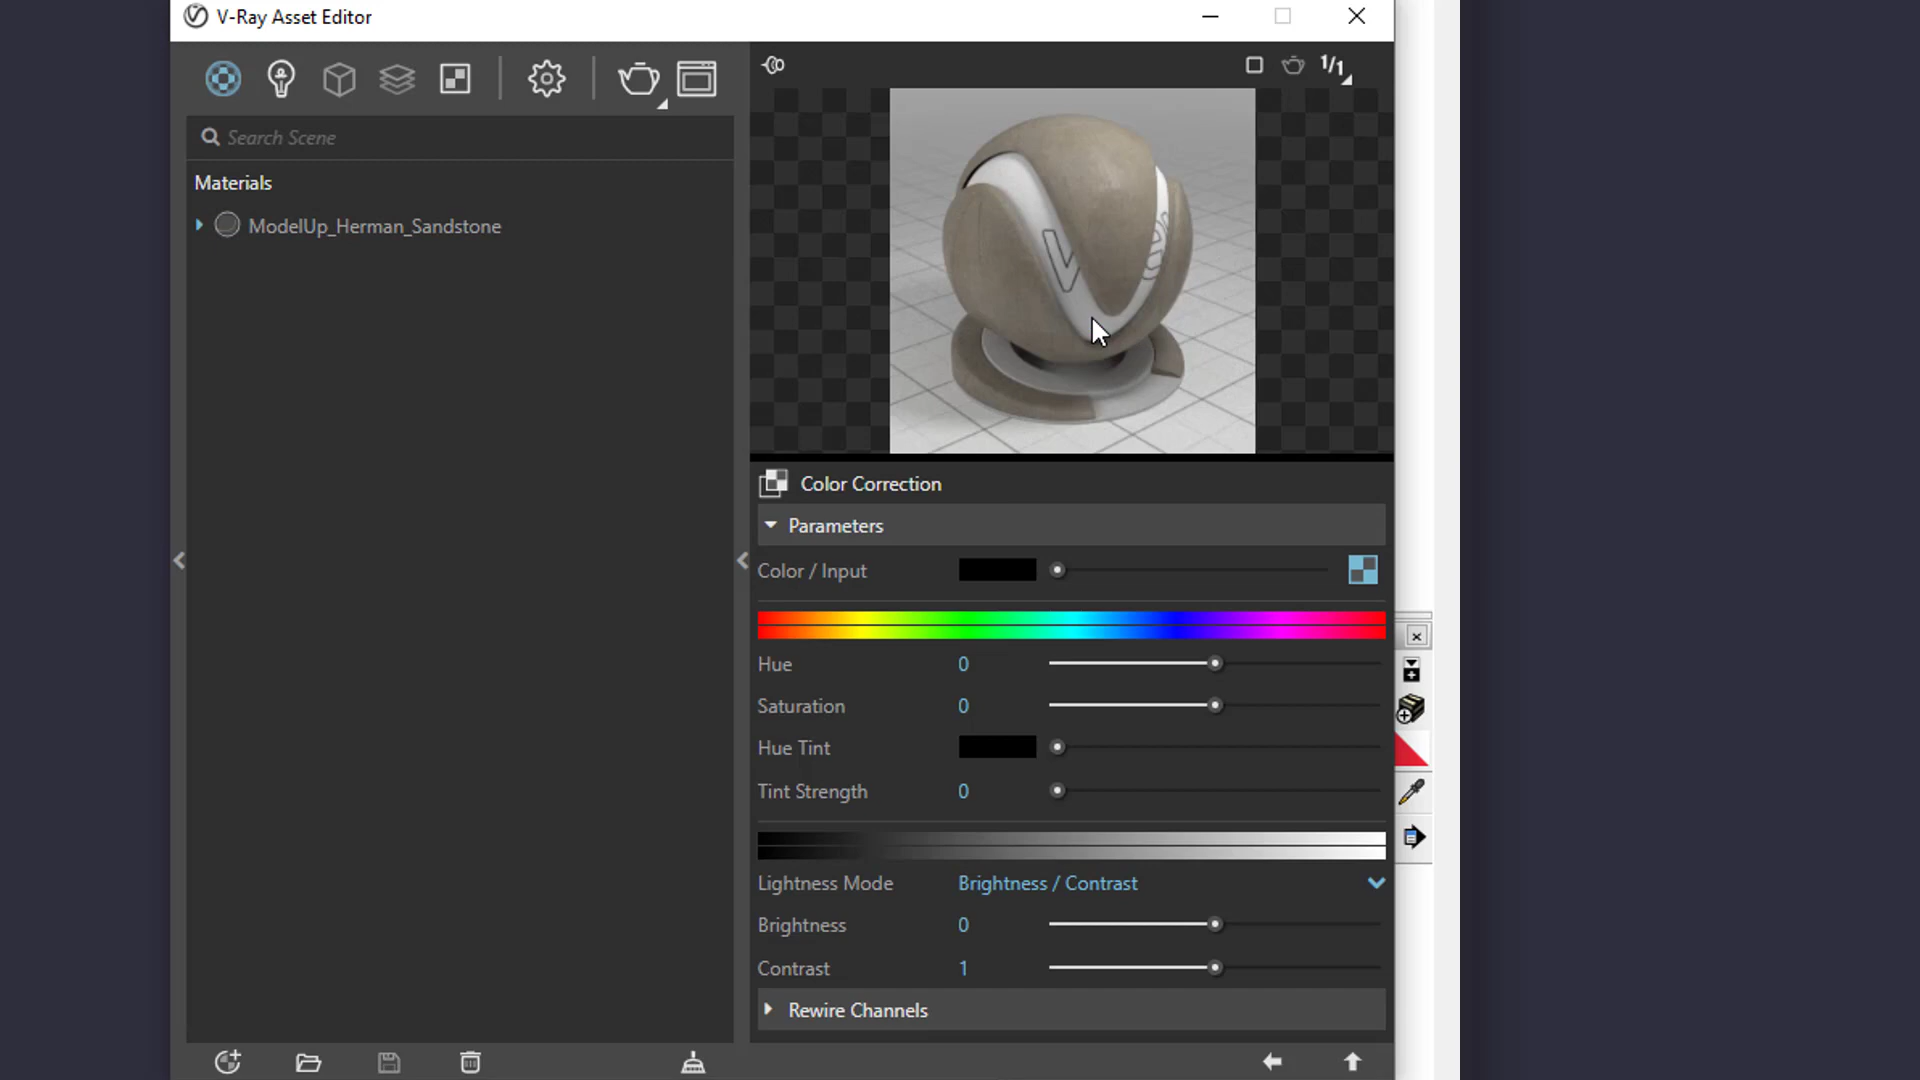 V-Ray Asset Editor
1/1
Search Scene
Materials
ModelUp_Herman_Sandstone
V
Color Correction
Parameters
Color / Input
Hue 0
Saturation 0
Hue Tint
Tint Strength 0
Lightness Mode Brightness / Contrast
Brightness 0
Contrast 1
Rewire Channels